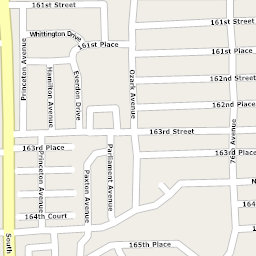 161st Street
161st Street
Whittington Drive
161st Place
161st Place
Princeton Avenue
Hamilton Avenue
Everdon Drive
Ozark Avenue
162nd Street
162nd Place
163rd Street
163rd Place
163rd Place
76th Avenue
Princeton Avenue
Paxton Avenue
Parliament Avenue
N
164th Court
South
165th Place